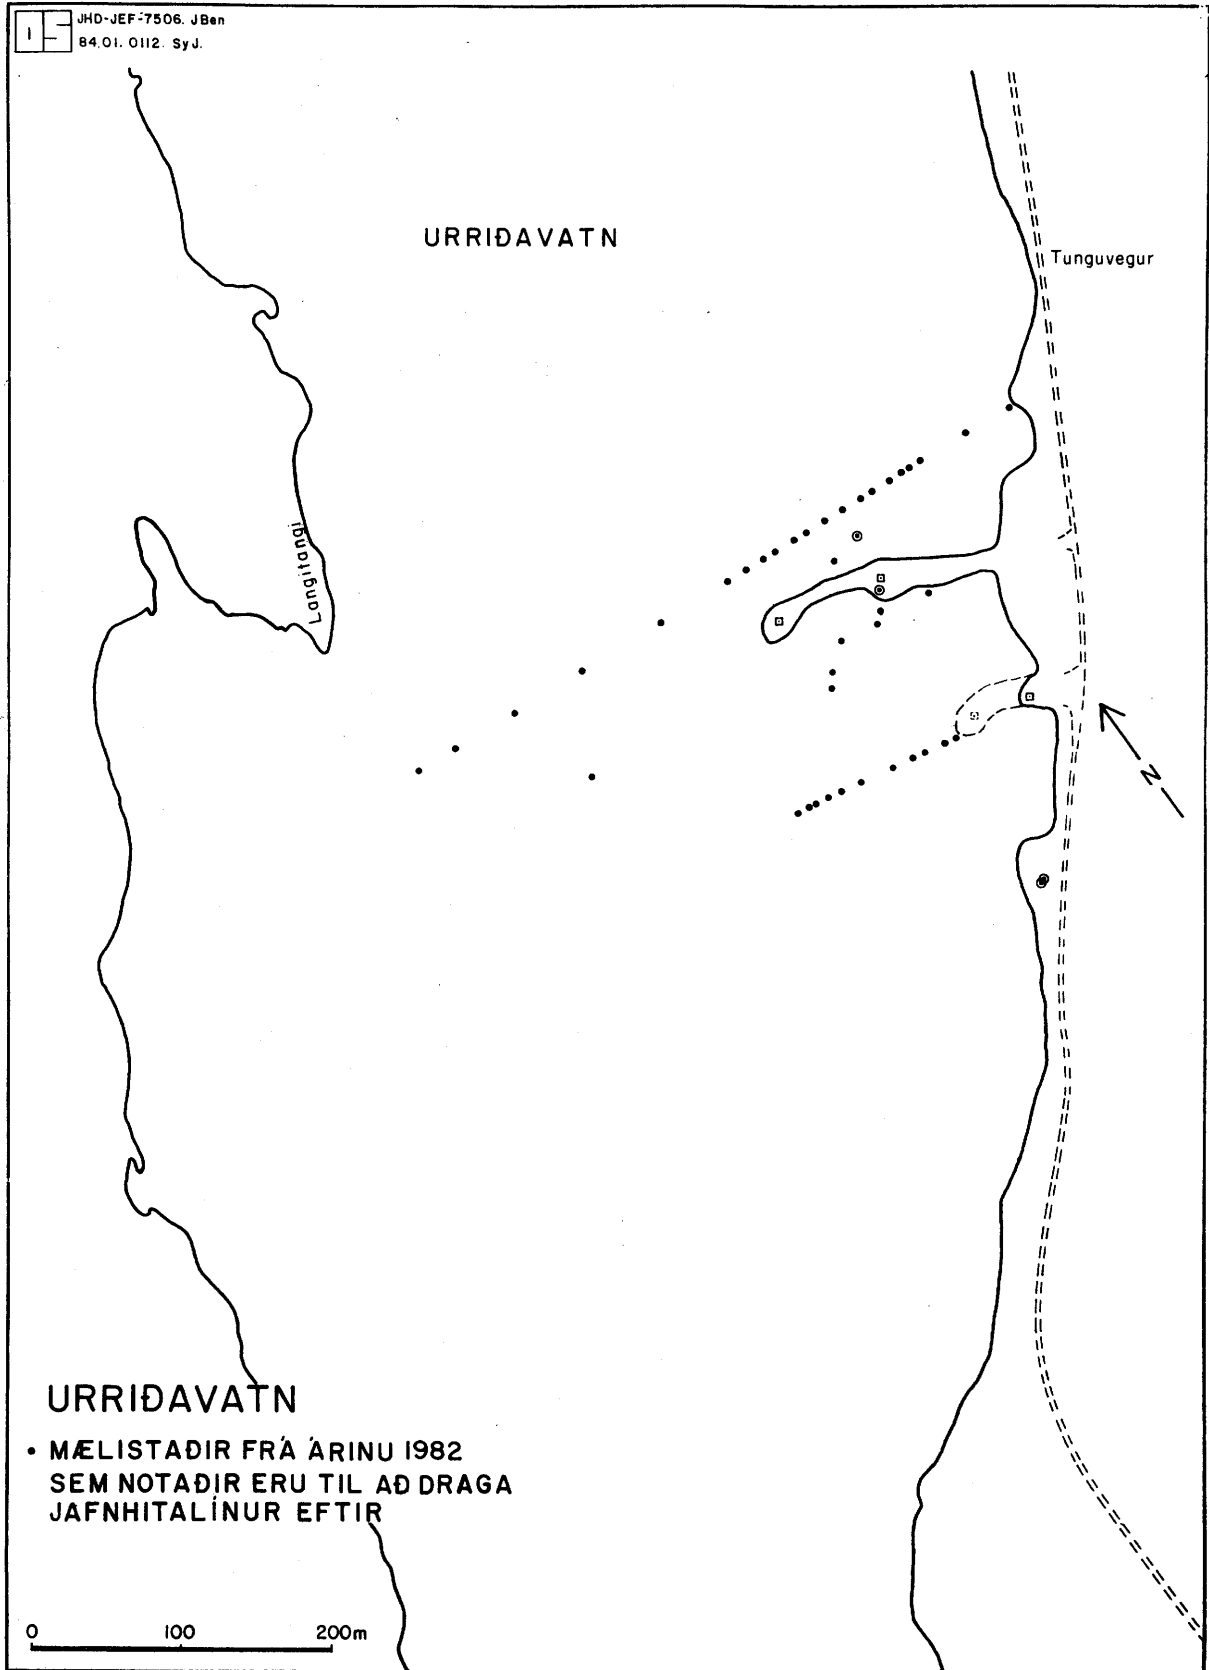 JHD-JEF-7506. JBen
84.01. 0112. SyJ.
URRIÐAVATN
Tunguvegur
Langitangi
N
URRIÐAVATN
• MÆLISTAÐIR FRÁ ÁRINU 1982
SEM NOTAÐIR ERU TIL AÐ DRAGA
JAFNHITALÍNUR EFTIR
0 100 200m